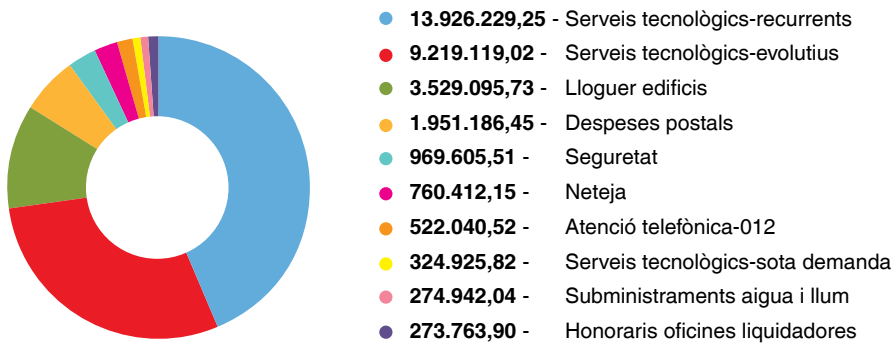 13.926.229,25 - Serveis tecnològics-recurrents
9.219.119,02 - Serveis tecnològics-evolutius
3.529.095,73 - Lloguer edificis
1.951.186,45 - Despeses postals
969.605,51 - Seguretat
760.412,15 - Neteja
522.040,52 - Atenció telefònica-012
324.925,82 - Serveis tecnològics-sota demanda
274.942,04 - Subministraments aigua i llum
273.763,90 - Honoraris oficines liquidadores